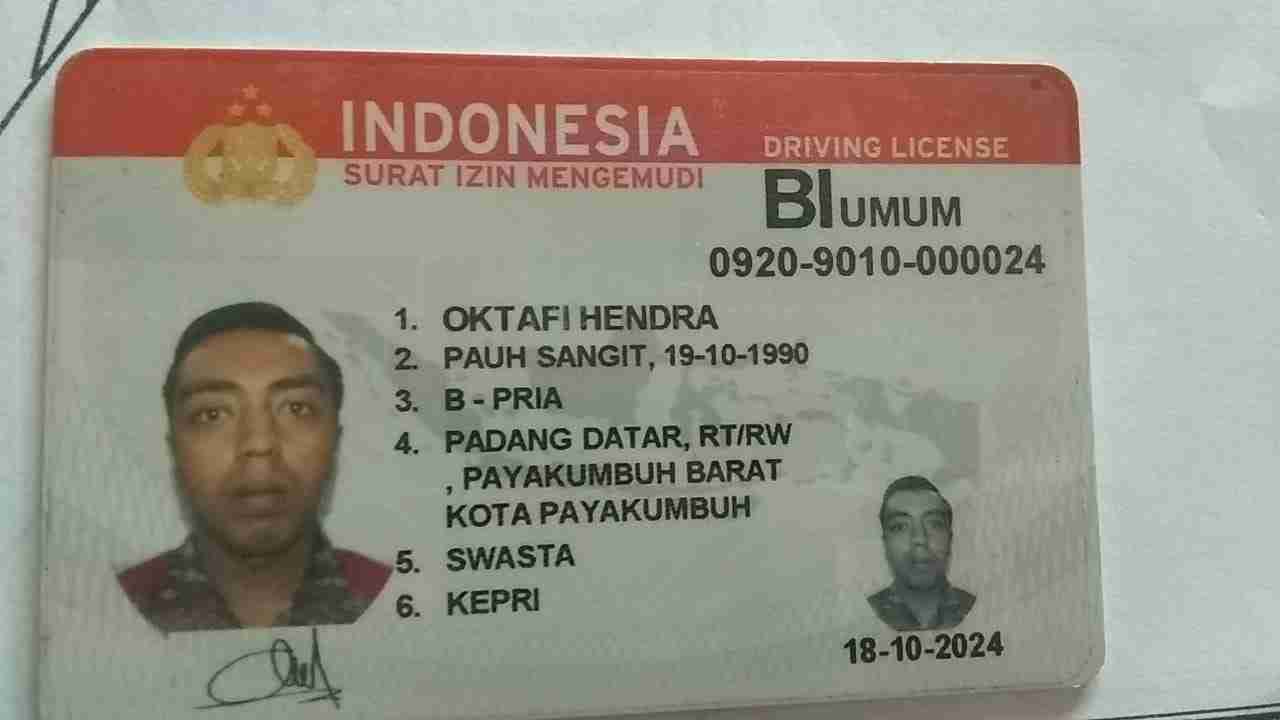 INDONESIA
SURAT IZIN MENGEMUDI
DRIVING LICENSE
BI UMUM
0920-9010-000024
1. OKTAFI HENDRA
2. PAUH SANGIT, 19-10-1990
3. B - PRIA
4. PADANG DATAR, RT/RW
, PAYAKUMBUH BARAT
KOTA PAYAKUMBUH
5. SWASTA
6. KEPRI
18-10-2024